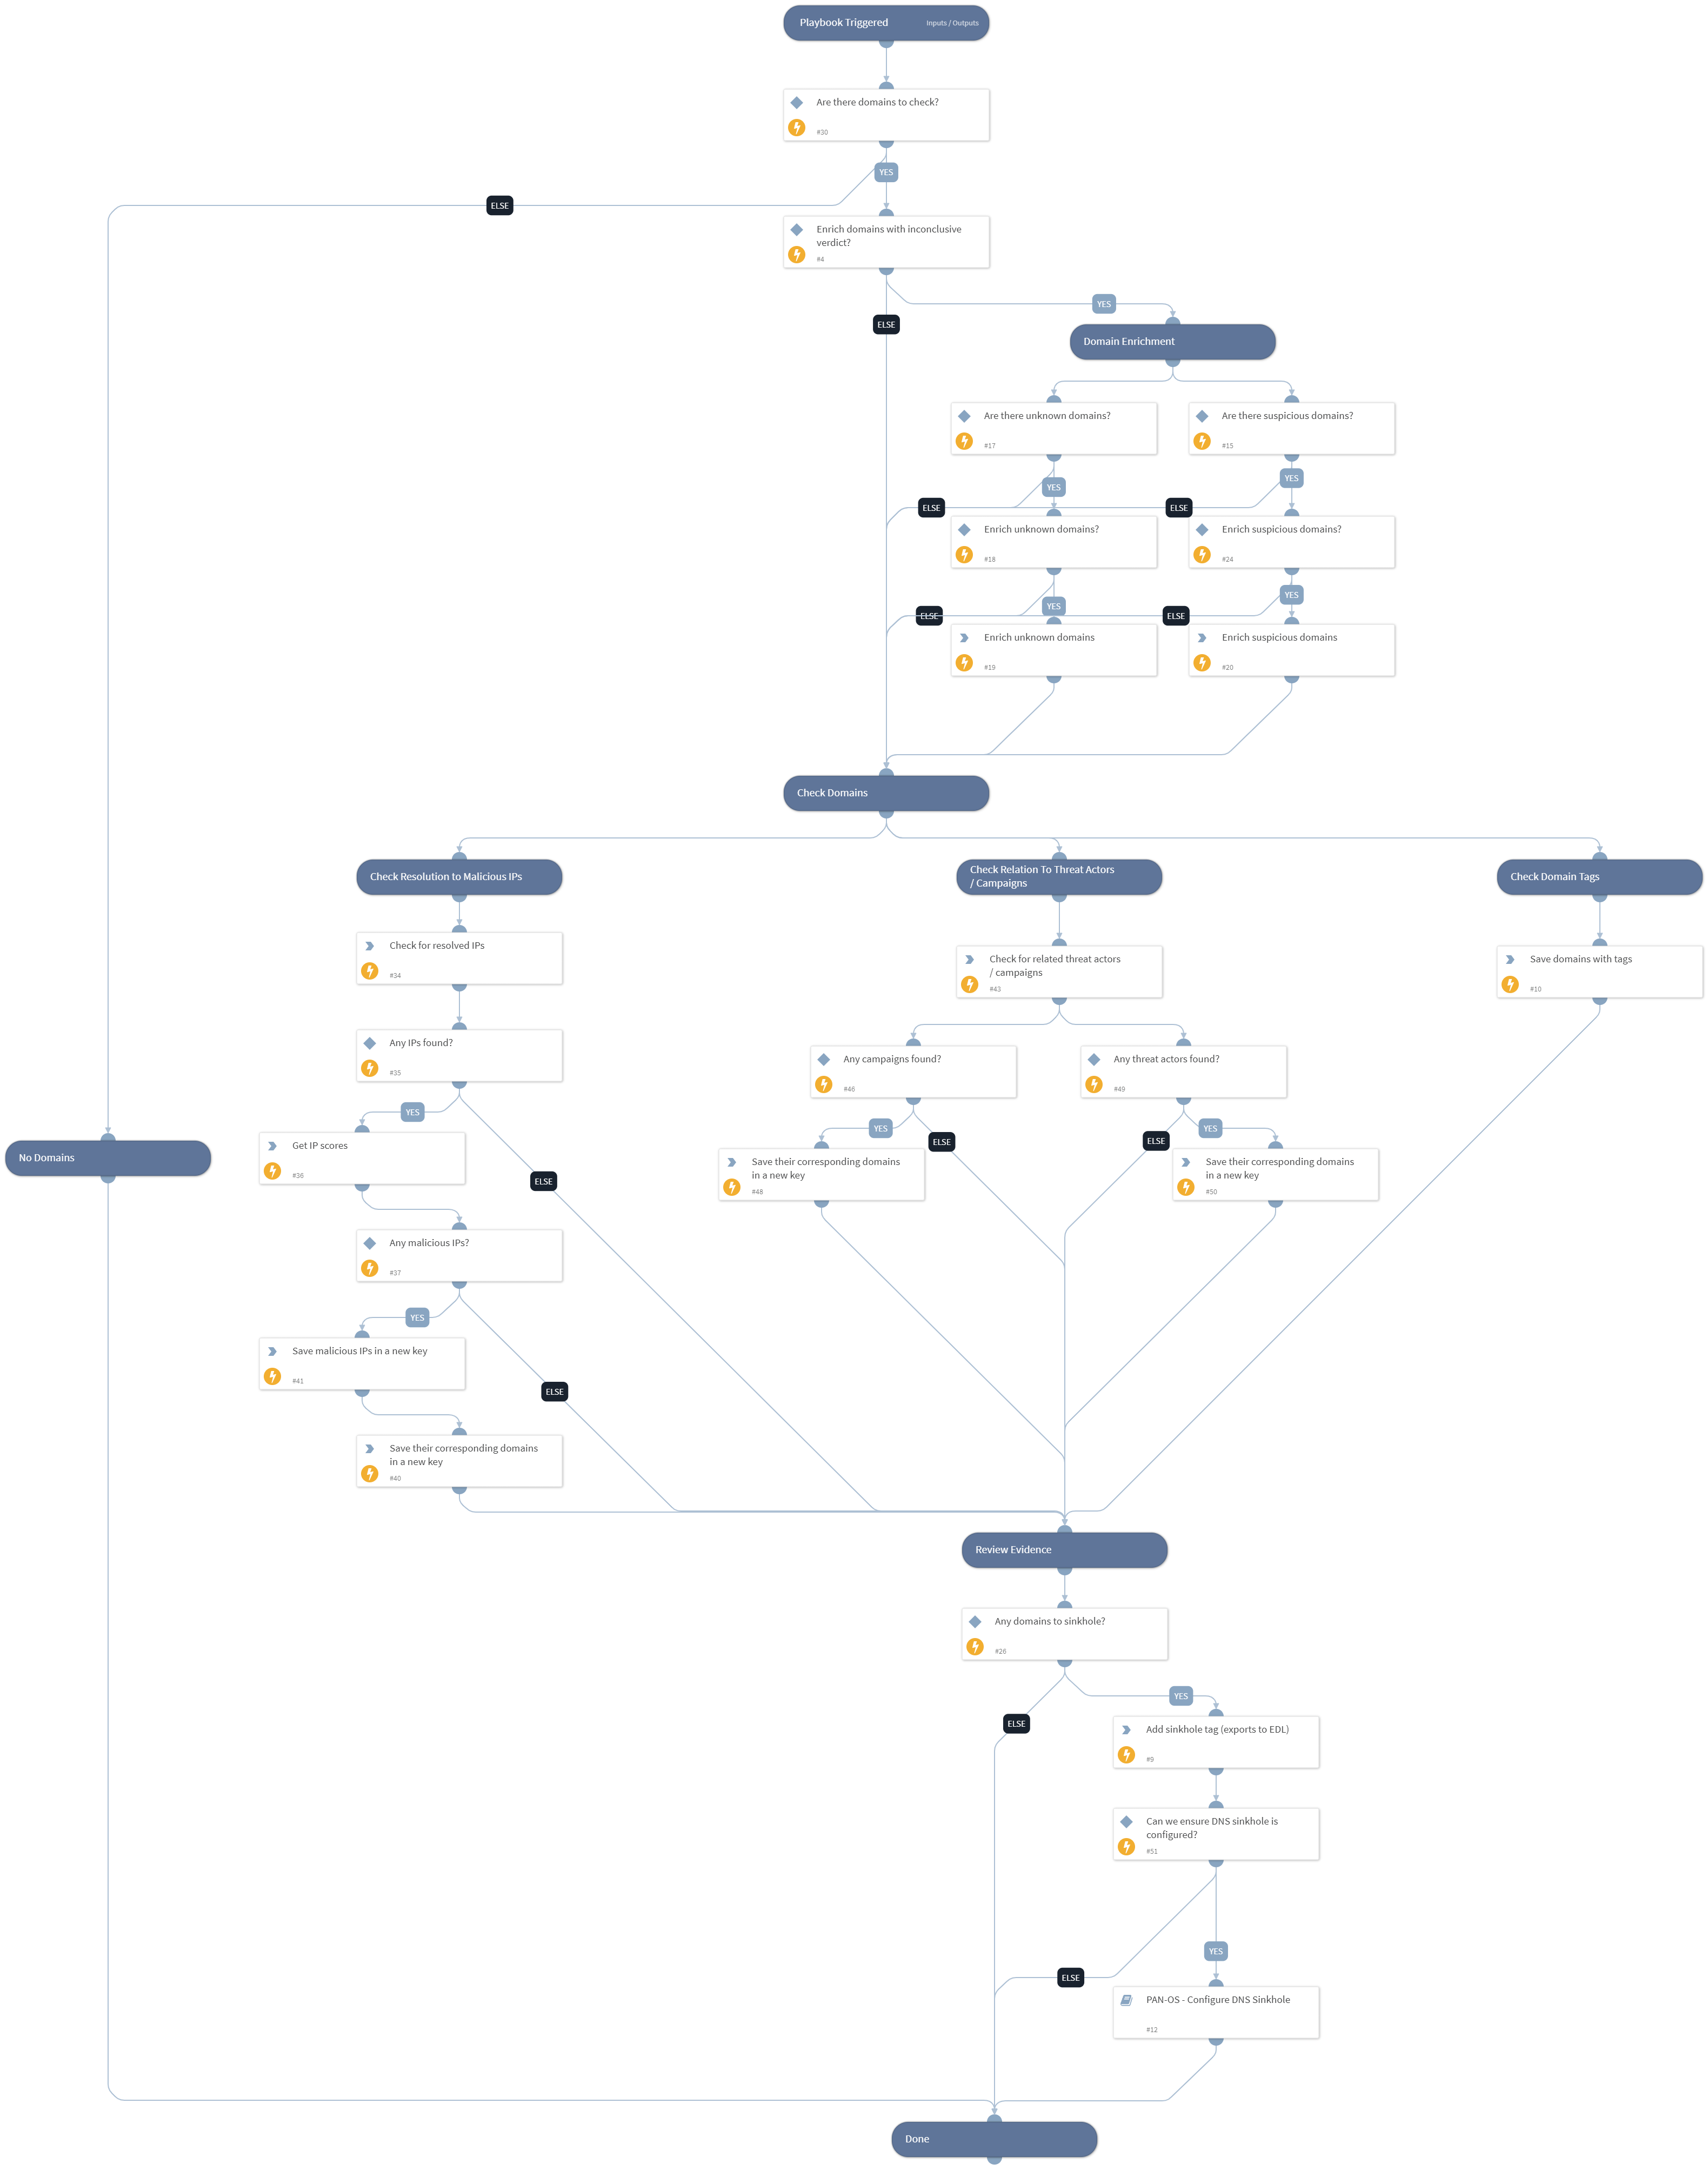 Playbook Triggered
Inputs / Outputs
Are there domains to check?
#30
YES
ELSE
Enrich domains with inconclusive
verdict?
#4
YES
ELSE
Domain Enrichment
Are there unknown domains?
#17
Are there suspicious domains?
#15
YES
YES
ELSE
ELSE
Enrich unknown domains?
#18
Enrich suspicious domains?
#24
YES
YES
ELSE
ELSE
Enrich unknown domains
#19
Enrich suspicious domains
#20
Check Domains
Check Resolution to Malicious IPs
Check Relation To Threat Actors
/ Campaigns
Check Domain Tags
Check for resolved IPs
#34
Check for related threat actors
/ campaigns
#43
Save domains with tags
#10
Any IPs found?
#35
Any campaigns found?
#46
Any threat actors found?
#49
YES
YES
ELSE
ELSE
YES
No Domains
Get IP scores
#36
ELSE
Save their corresponding domains
in a new key
#48
Save their corresponding domains
in a new key
#50
Any malicious IPs?
#37
YES
Save malicious IPs in a new key
#41
ELSE
Save their corresponding domains
in a new key
#40
Review Evidence
Any domains to sinkhole?
#26
YES
ELSE
Add sinkhole tag (exports to EDL)
#9
Can we ensure DNS sinkhole is
configured?
#51
YES
ELSE
PAN-OS - Configure DNS Sinkhole
#12
Done